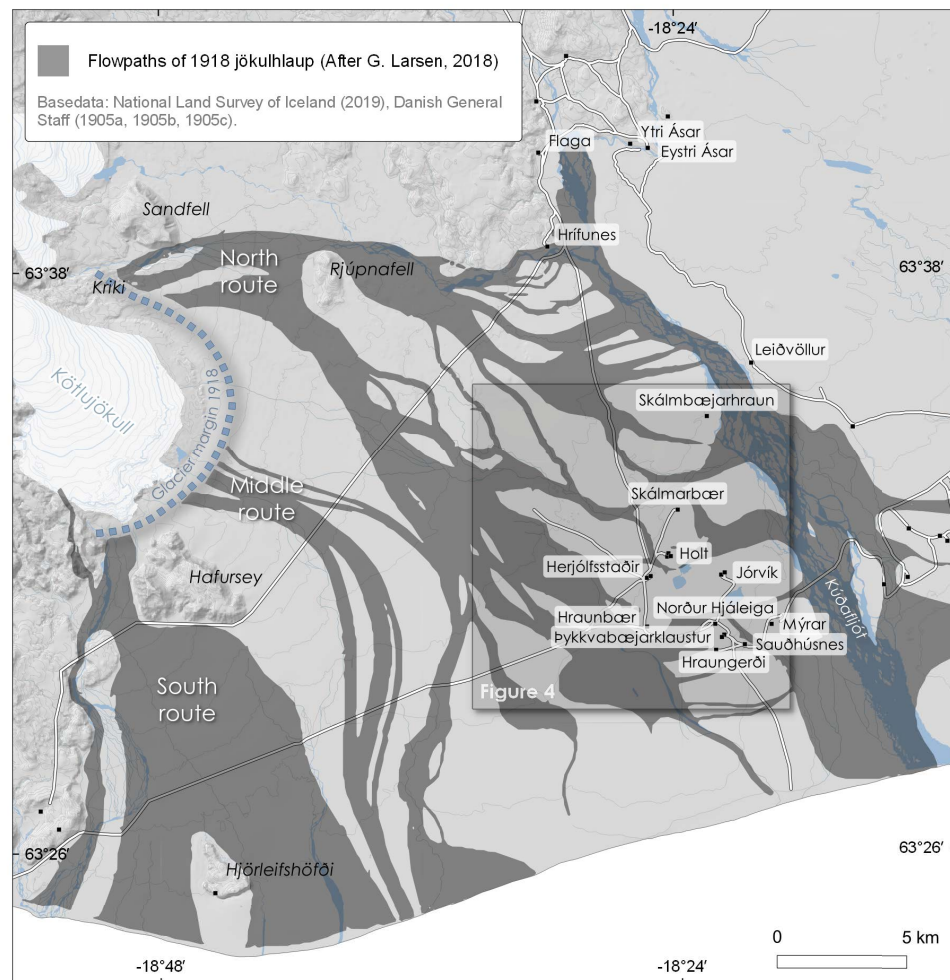 -18°24′
Flowpaths of 1918 jökulhlaup (After G. Larsen, 2018)
Basedata: National Land Survey of Iceland (2019), Danish General
Staff (1905a, 1905b, 1905c).
Flaga
Ytri Ásar
Eystri Ásar
Sandfell
Hrífunes
North
route
Rjúpnafell
63°38′
63°38′
Kríki
Leiðvöllur
Kötlujökull
Glacier margin 1918
Skálmbæjarhraun
Middle
route
Skálmarbær
Holt
Herjólfsstaðir
Jórvík
Hafursey
Hraunbær
Norður Hjáleiga
Mýrar
Kúðafljót
Þykkvabæjarklaustur
Sauðhúsnes
Hraungerði
South
route
Figure 4
63°26′
63°26′
Hjörleifshöfði
0 5 km
-18°48′
-18°24′